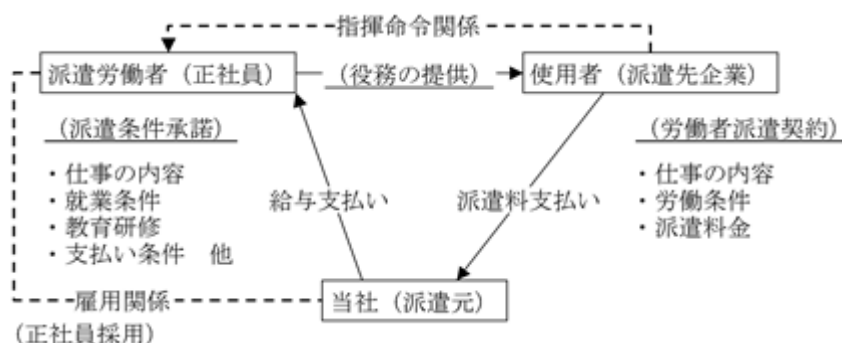 指揮命令関係
派遣労働者（正社員）
（役務の提供）
使用者（派遣先企業）
（派遣条件承諾）
・仕事の内容
・就業条件
・教育研修
・支払い条件　他
給与支払い
派遣料支払い
（労働者派遣契約）
・仕事の内容
・労働条件
・派遣料金
雇用関係
（正社員採用）
当社（派遣元）